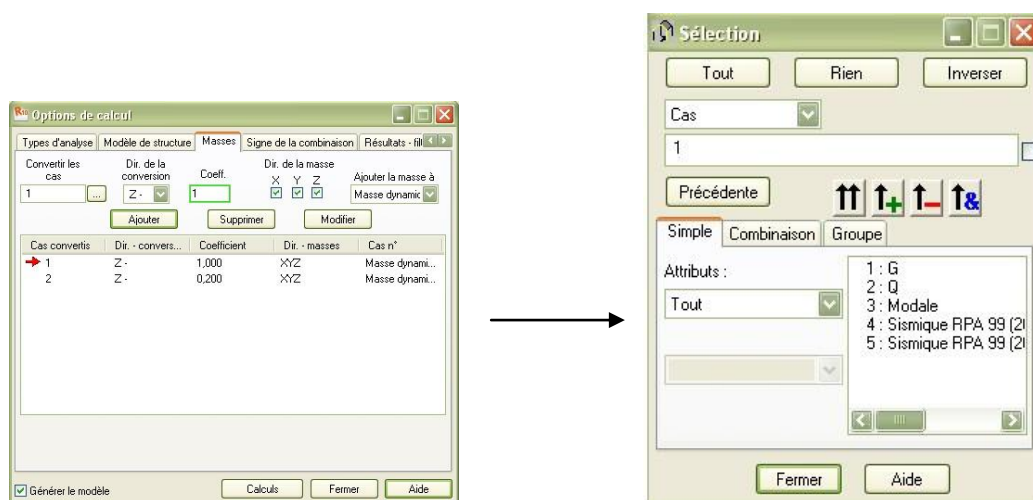 Options de calcul
Types d'analyse Modèle de structure Masses Signe de la combinaison Résultats - filt
Convertir les cas Dir. de la conversion Coeff. Dir. de la masse Ajouter la masse à
X Y Z
1 ... Z - 1 Masse dynamic
Ajouter Supprimer Modifier
Cas convertis Dir. - convers... Coefficient Dir. - masses Cas n°
1 Z - 1,000 XYZ Masse dynami...
2 Z - 0,200 XYZ Masse dynami...
Générer le modèle Calculs Fermer Aide
Sélection
Tout Rien Inverser
Cas
1
Précédente
&
Simple Combinaison Groupe
Attributs :
Tout
1 : G
2 : Q
3 : Modale
4 : Sismique RPA 99 (2
5 : Sismique RPA 99 (2
Fermer Aide